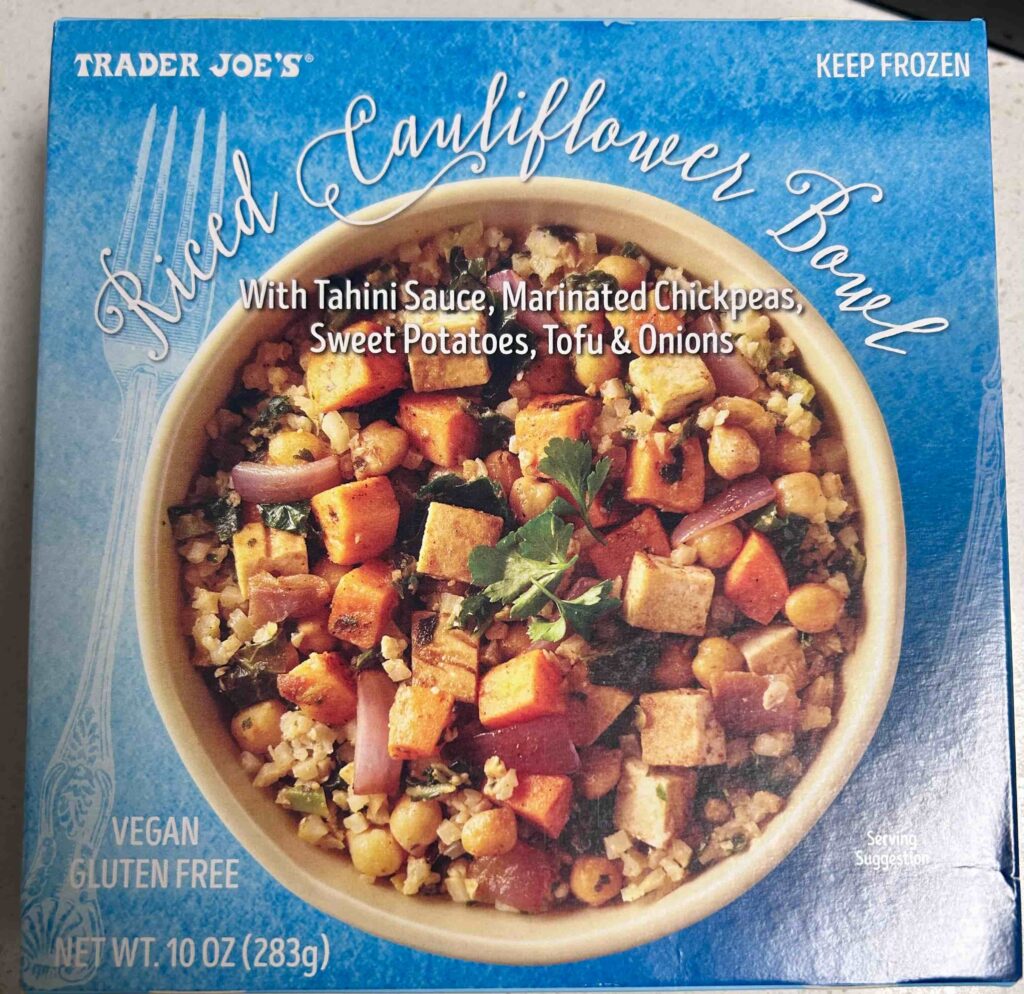 TRADER JOE'S®
KEEP FROZEN
Riced Cauliflower Bowl
With Tahini Sauce, Marinated Chickpeas,
Sweet Potatoes, Tofu & Onions
VEGAN
GLUTEN FREE
Serving
Suggestion
NET WT. 10 OZ (283g)